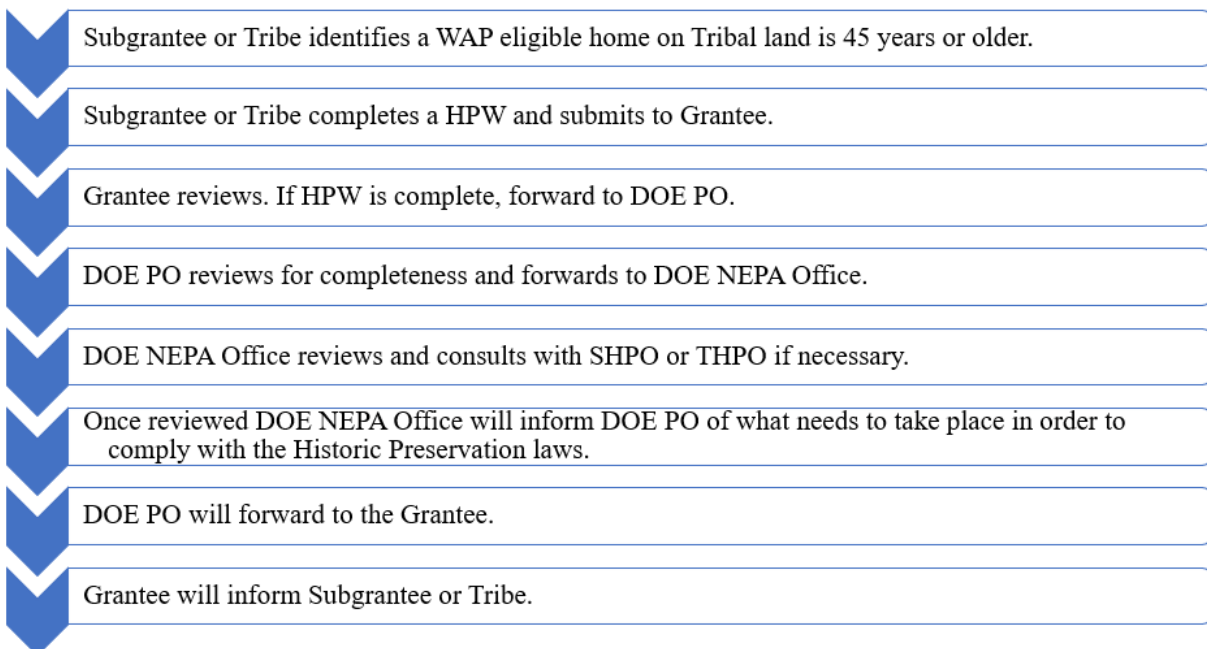 Subgrantee or Tribe identifies a WAP eligible home on Tribal land is 45 years or older.
Subgrantee or Tribe completes a HPW and submits to Grantee.
Grantee reviews. If HPW is complete, forward to DOE PO.
DOE PO reviews for completeness and forwards to DOE NEPA Office.
DOE NEPA Office reviews and consults with SHPO or THPO if necessary.
Once reviewed DOE NEPA Office will inform DOE PO of what needs to take place in order to
comply with the Historic Preservation laws.
DOE PO will forward to the Grantee.
Grantee will inform Subgrantee or Tribe.